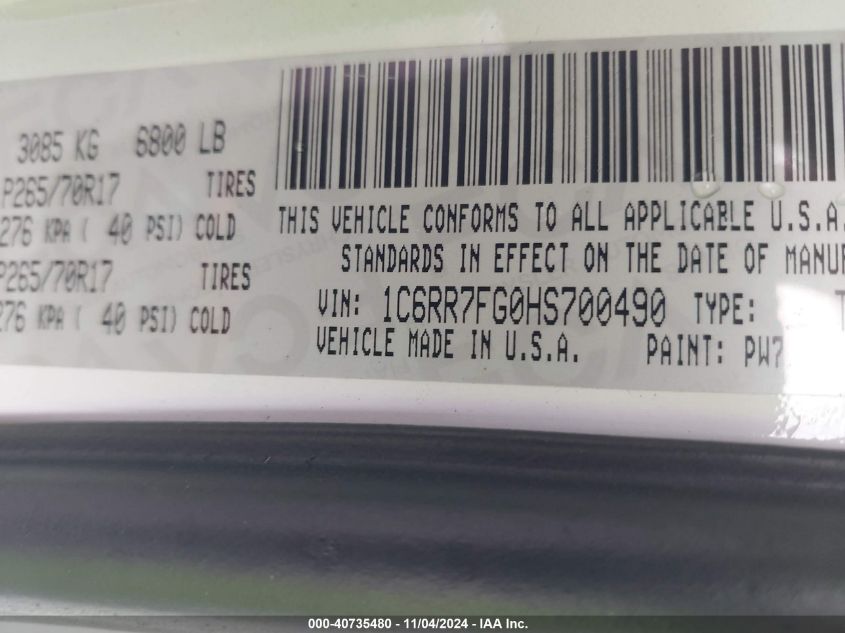 3085 KG 6800 LB
P265/70R17 TIRES
276 KPA ( 40 PSI) COLD
P265/70R17 TIRES
276 KPA ( 40 PSI) COLD
THIS VEHICLE CONFORMS TO ALL APPLICABLE U.S.A.
STANDARDS IN EFFECT ON THE DATE OF MANUF
VIN: 1C6RR7FG0HS700490 TYPE: T
VEHICLE MADE IN U.S.A. PAINT: PW7
000-40735480 - 11/04/2024 - IAA Inc.